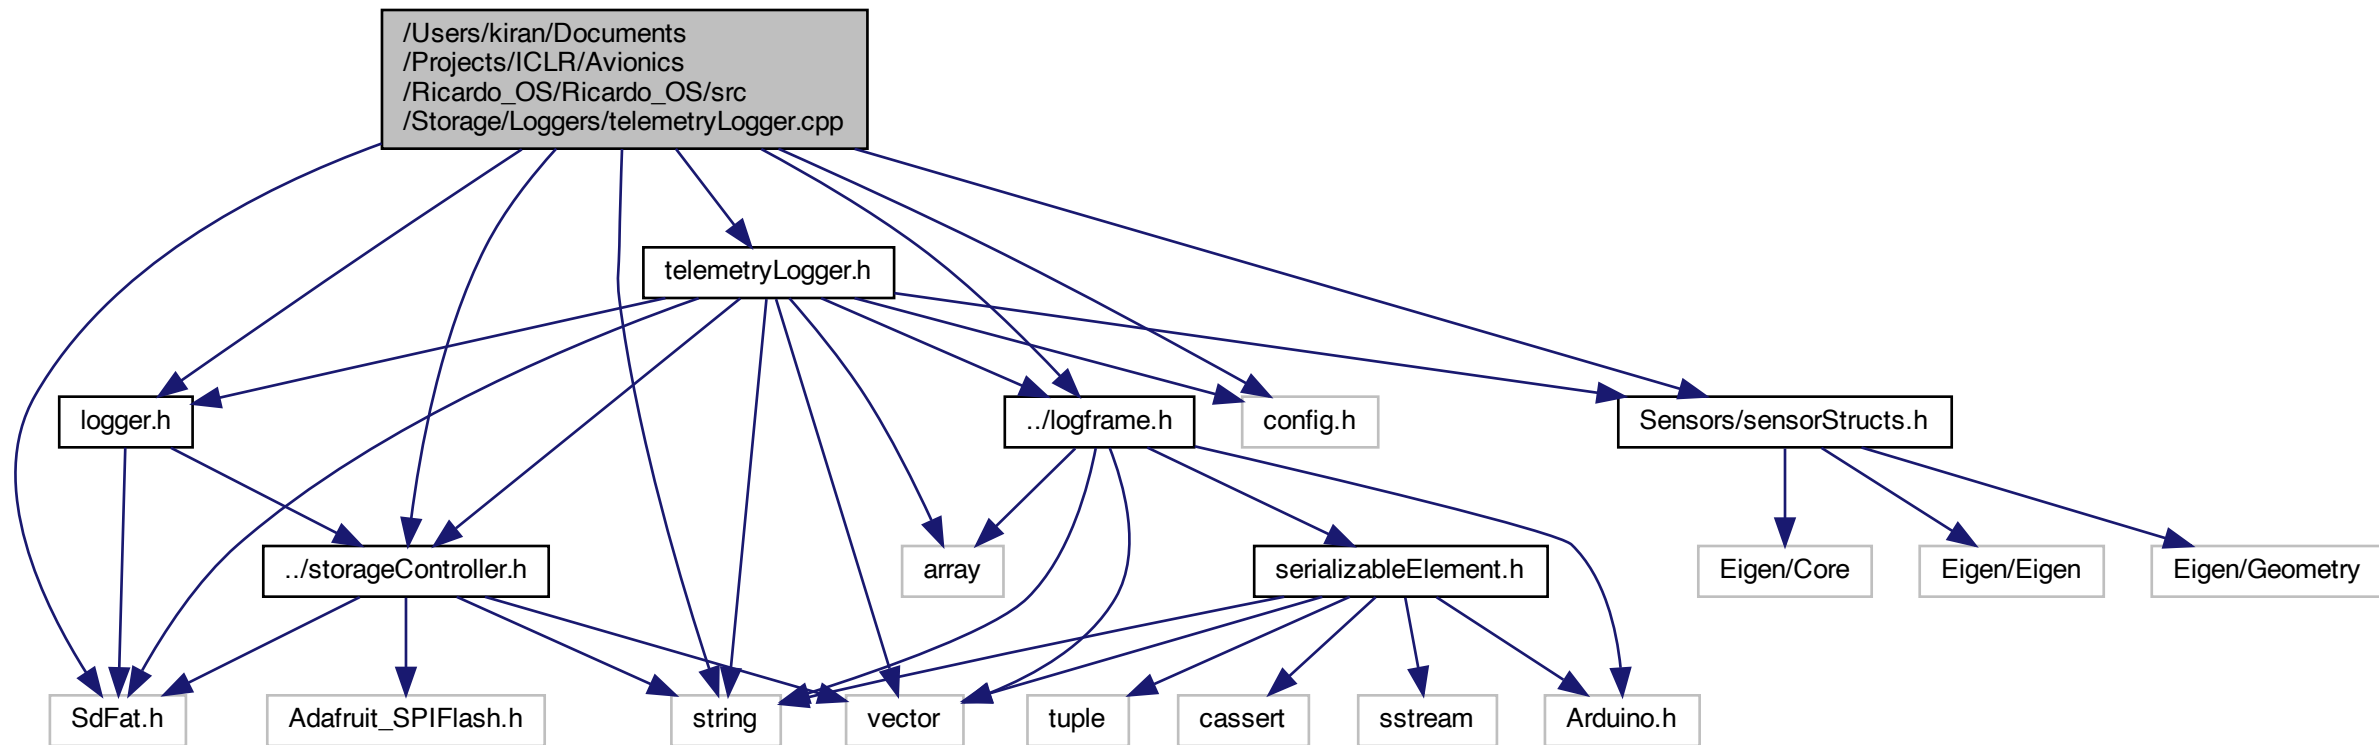 /Users/kiran/Documents
/Projects/ICLR/Avionics
/Ricardo_OS/Ricardo_OS/src
/Storage/Loggers/telemetryLogger.cpp
telemetryLogger.h
logger.h
../logframe.h
config.h
Sensors/sensorStructs.h
../storageController.h
array
serializableElement.h
Eigen/Core
Eigen/Eigen
Eigen/Geometry
SdFat.h
Adafruit_SPIFlash.h
string
vector
tuple
cassert
sstream
Arduino.h